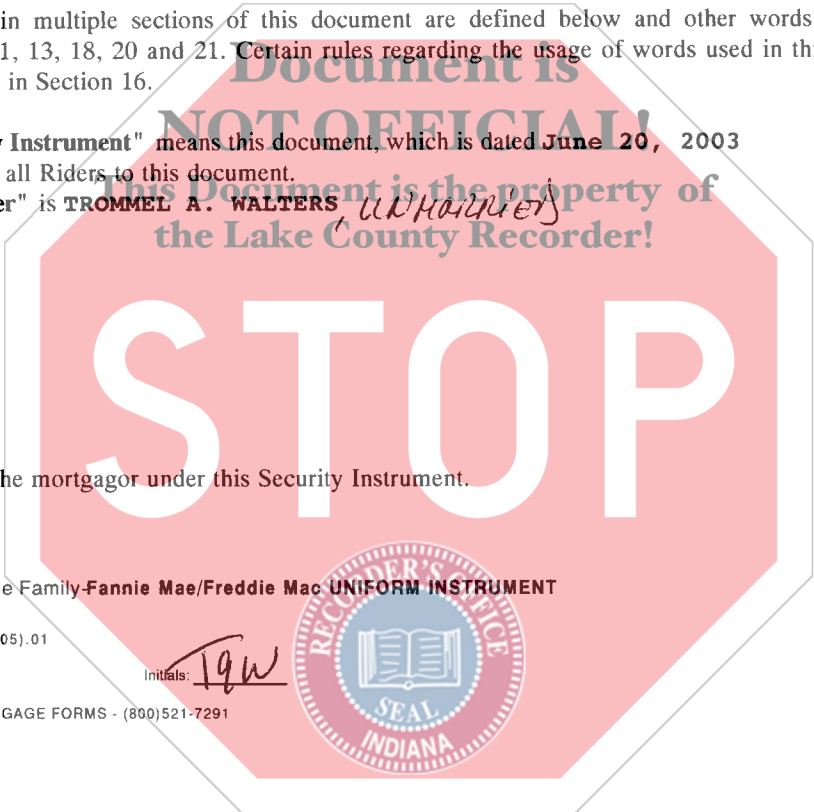 in multiple sections of this document are defined below and other words
1, 13, 18, 20 and 21. Certain rules regarding the usage of words used in thi
in Section 16.
Document is
NOT OFFICIAL!
Instrument" means this document, which is dated June 20, 2003
all Riders to this document.
This Document is the property of
er" is TROMMEL A. WALTERS, UNMARRIED
the Lake County Recorder!
STOP
he mortgagor under this Security Instrument.
e Family-Fannie Mae/Freddie Mac UNIFORM INSTRUMENT
05).01
Initials: TAW
GAGE FORMS - (800)521-7291
RECORDER'S OFFICE
SEAL
INDIANA